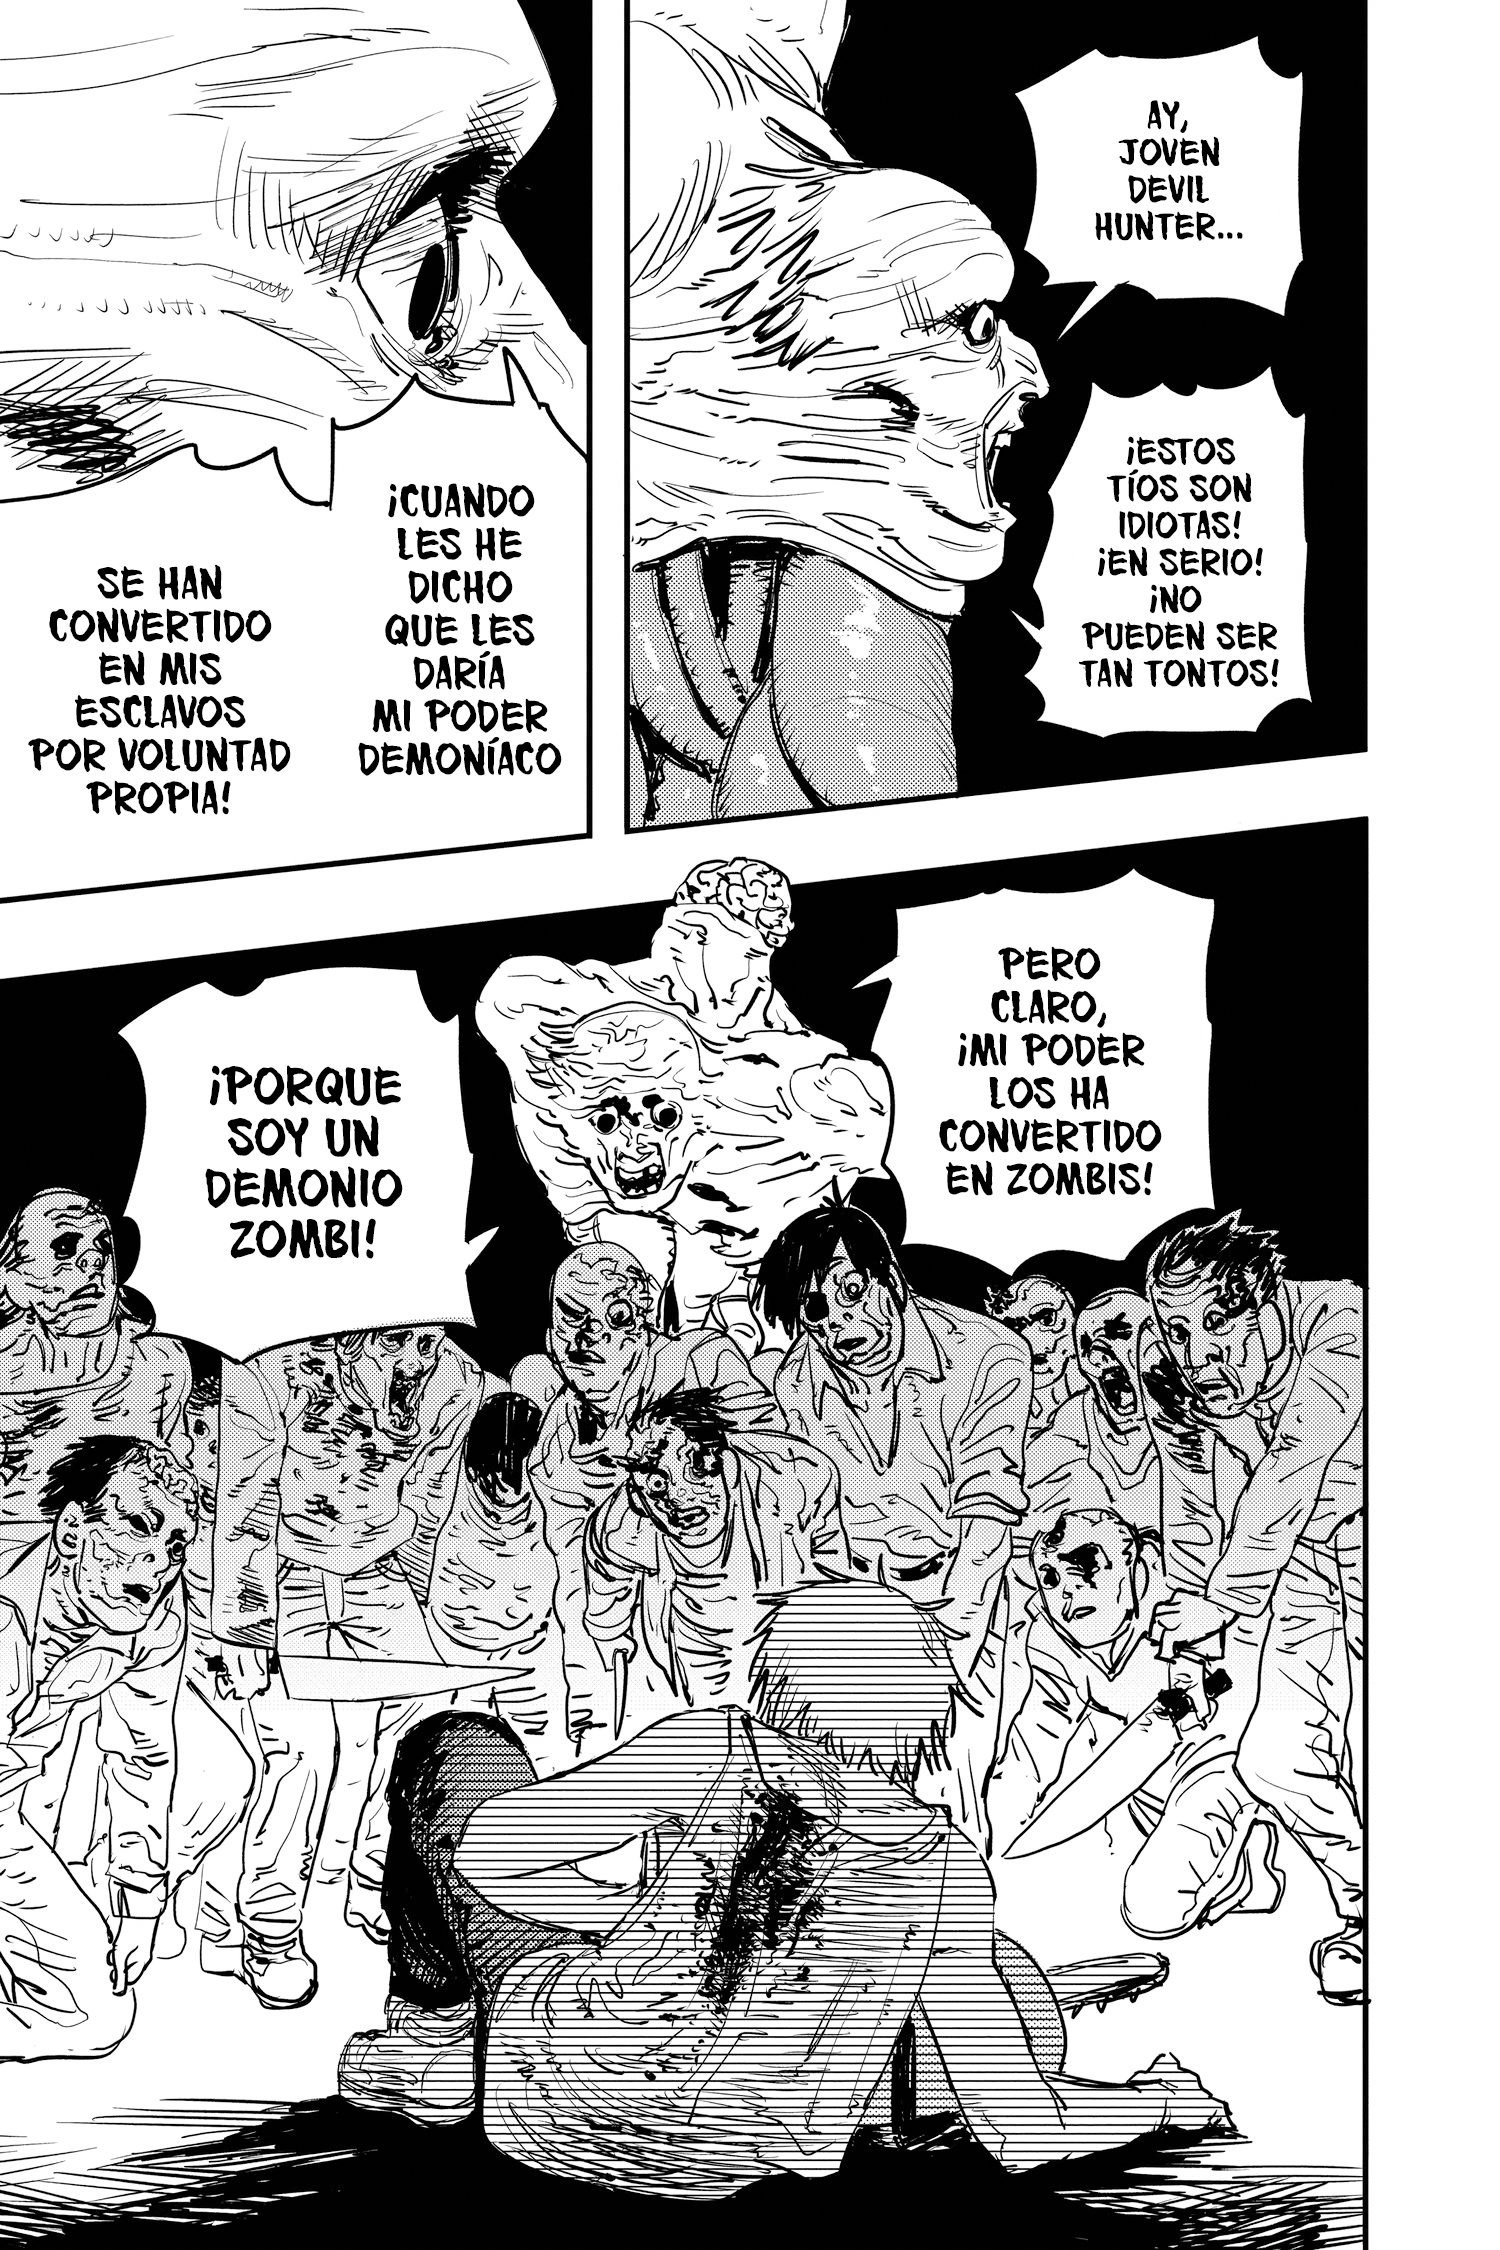 AY,
JOVEN
DEVIL
HUNTER...
¡ESTOS
TÍOS SON
IDIOTAS!
¡EN SERIO!
¡NO
PUEDEN SER
TAN TONTOS!
¡CUANDO
LES HE
DICHO
QUE LES
DARÍA
MI PODER
DEMONÍACO
SE HAN
CONVERTIDO
EN MIS
ESCLAVOS
POR VOLUNTAD
PROPIA!
PERO
CLARO,
¡MI PODER
LOS HA
CONVERTIDO
EN ZOMBIS!
¡PORQUE
SOY UN
DEMONIO
ZOMBI!